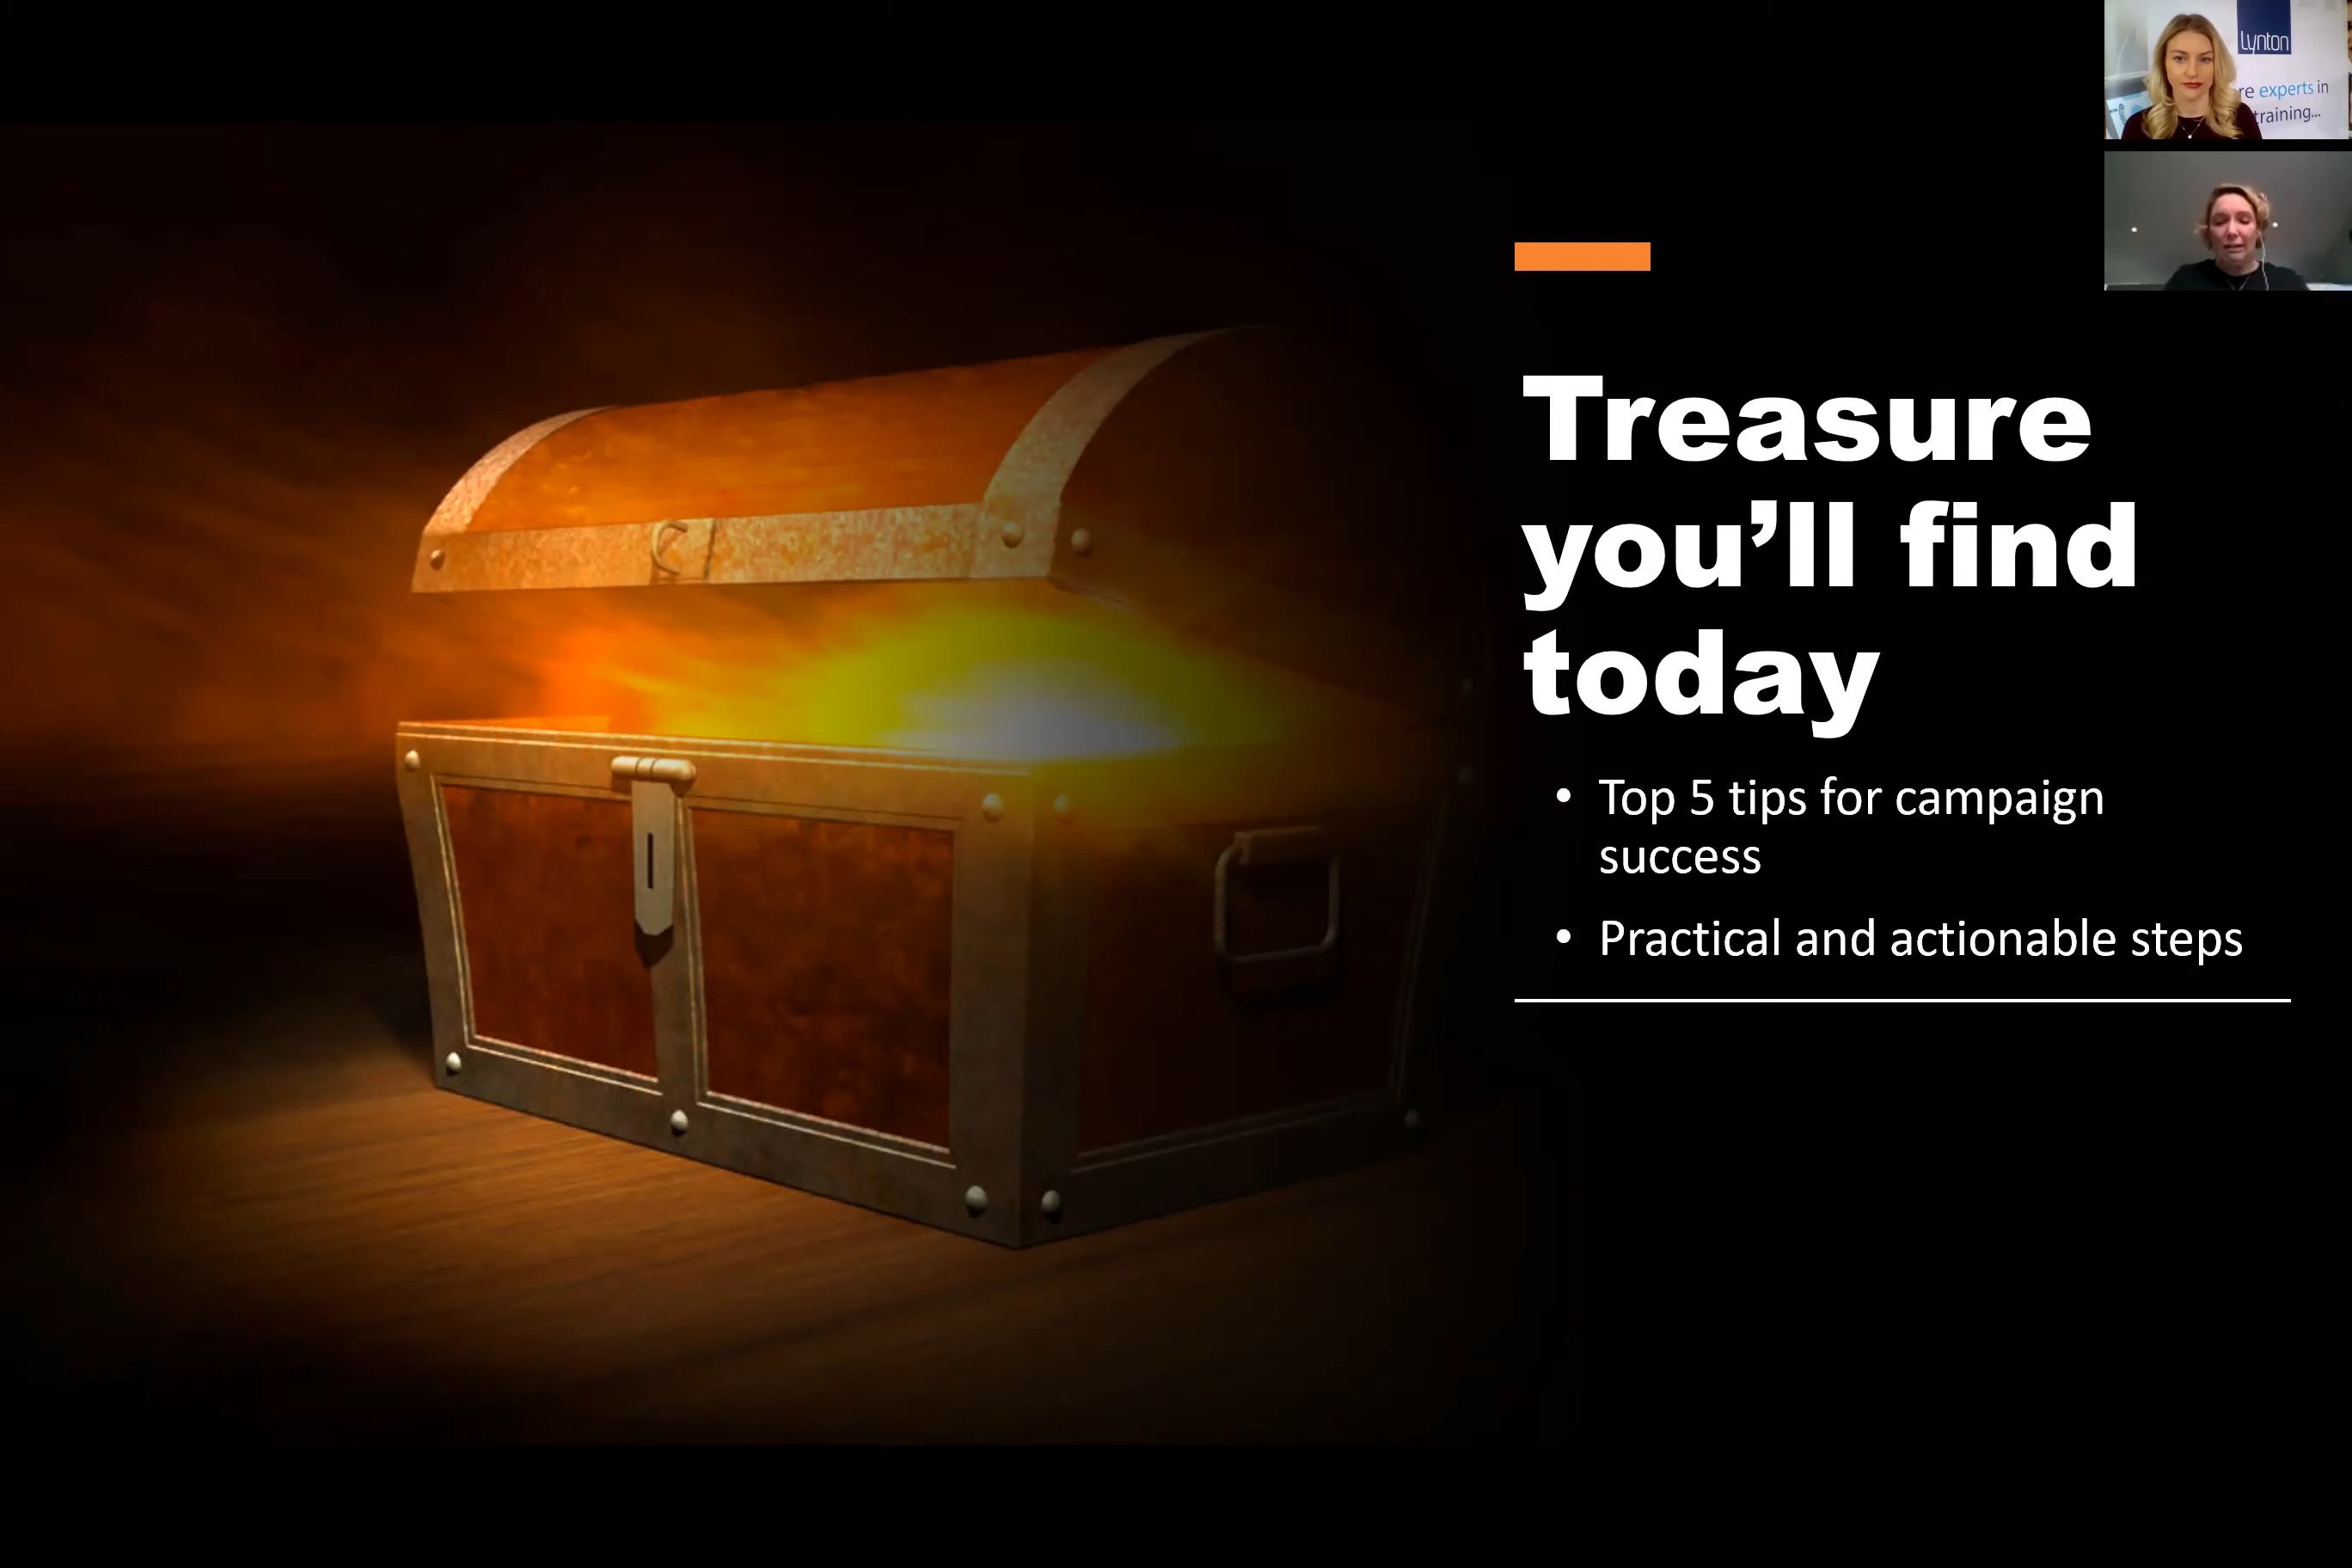 Lynton
re experts in
training...
Treasure
you’ll find
today
• Top 5 tips for campaign
success
• Practical and actionable steps